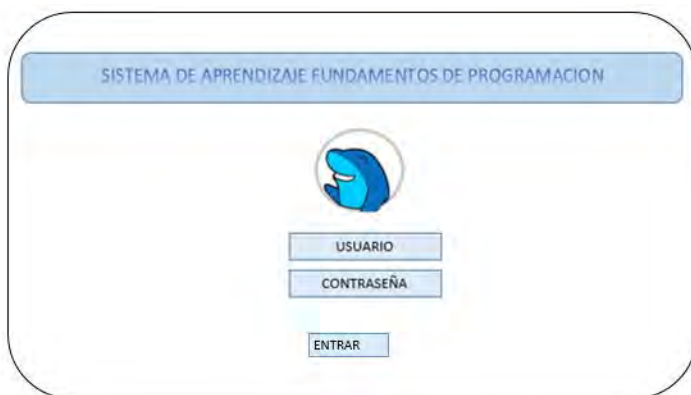 SISTEMA DE APRENDIZAJE FUNDAMENTOS DE PROGRAMACION
USUARIO
CONTRASEÑA
ENTRAR